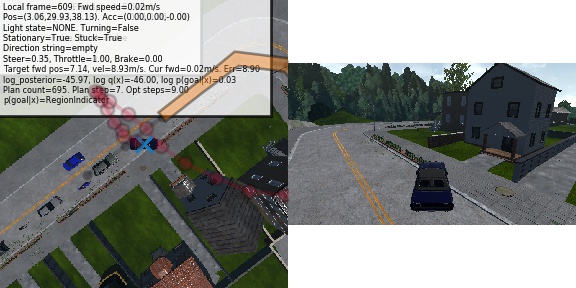 Local frame=609. Fwd speed=0.02m/s
Pos=(3.06,29.93,38.13). Acc=(0.00,0.00,-0.00)
Light state=NONE. Turning=False
Stationary=True. Stuck=True
Direction string=empty
Steer=0.35, Throttle=1.00, Brake=0.00
Target fwd pos=7.14, vel=8.93m/s. Cur fwd=0.02m/s. Err=8.90
log_posterior=-45.97, log q(x)=-46.00, log p(goal|x)=0.03
Plan count=695. Plan step=7. Opt steps=9.00
p(goal|x)=RegionIndicator